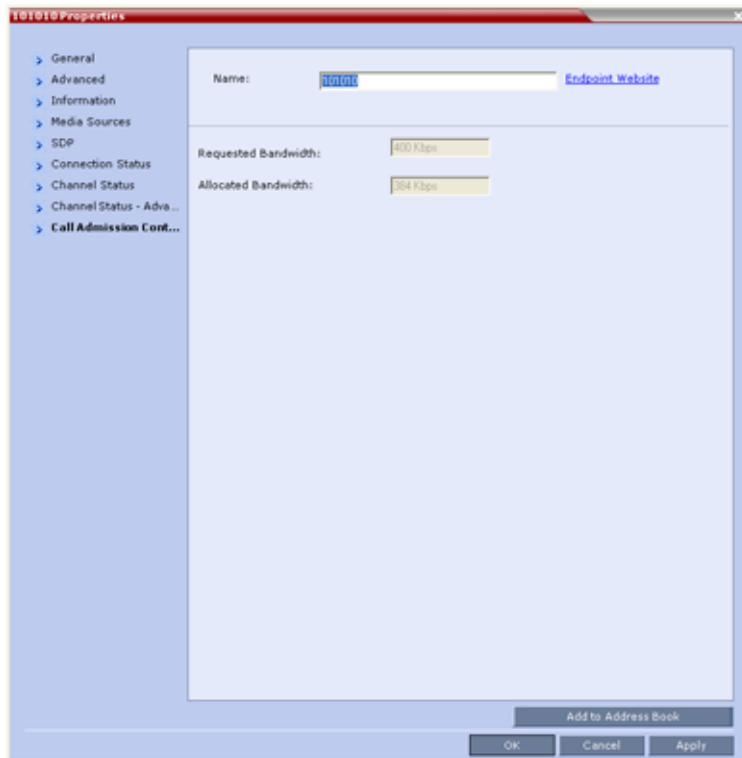 101010 Properties
General
Advanced
Information
Media Sources
SDP
Connection Status
Channel Status
Channel Status - Adva...
Call Admission Cont...
Name: 101010 Endpoint Website
Requested Bandwidth: 400 Kbps
Allocated Bandwidth: 384 Kbps
Add to Address Book
OK Cancel Apply